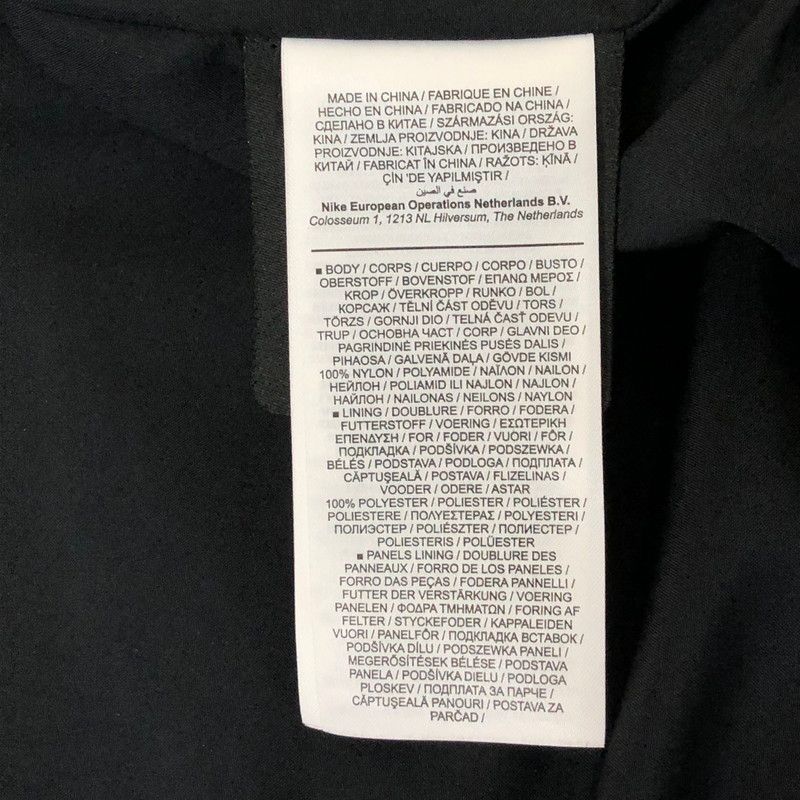 MADE IN CHINA / FABRIQUE EN CHINE /
HECHO EN CHINA / FABRICADO NA CHINA /
СДЕЛАНО В КИТАЕ / SZÁRMAZÁSI ORSZÁG:
KINA / ZEMLJA PROIZVODNJE: KINA / DRŽAVA
PROIZVODNJE: KITAJSKA / ПРОИЗВЕДЕНО В
КИТАЙ / FABRICAT ÎN CHINA / RAŽOTS: ĶĪNĀ /
ÇİN 'DE YAPILMIŞTIR /
صنع في الصين
Nike European Operations Netherlands B.V.
Colosseum 1, 1213 NL Hilversum, The Netherlands
■ BODY / CORPS / CUERPO / CORPO / BUSTO /
OBERSTOFF / BOVENSTOF / ΕΠΑΝΩ ΜΕΡΟΣ /
KROP / ÖVERKROPP / RUNKO / BOL /
КОРСАЖ / TĚLNÍ ČÁST ODĚVU / TORS /
TÖRZS / GORNJI DIO / TELNÁ ČASŤ ODEVU /
TRUP / ОСНОВНА ЧАСТ / CORP / GLAVNI DEO /
PAGRINDINĖ PRIEKINĖS PUSĖS DALIS /
PIHAOSA / GALVENĀ DAĻA / GÖVDE KISMI
100% NYLON / POLYAMIDE / ΝΑΪΛΟΝ / NAILON /
НЕЙЛОН / POLIAMID ILI NAJLON / NAJLON /
НАЙЛОН / NAILONAS / NEILONS / NAYLON
■ LINING / DOUBLURE / FORRO / FODERA /
FUTTERSTOFF / VOERING / ΕΣΩΤΕΡΙΚΗ
ΕΠΕΝΔΥΣΗ / FOR / FODER / VUORI / FÔR /
ПОДКЛАДКА / PODŠÍVKA / PODSZEWKA /
BÉLÉS / PODSTAVA / PODLOGA / ПОДПЛАТА /
CĂPTUŞEALĂ / POSTAVA / FLIZELINAS /
VOODER / ODERE / ASTAR
100% POLYESTER / POLIESTER / POLIÉSTER /
POLIESTERE / ΠΟΛΥΕΣΤΕΡΑΣ / POLYESTERI /
ПОЛИЭСТЕР / POLIÉSZTER / ПОЛИЕСТЕР /
POLIESTERIS / POLÜESTER
■ PANELS LINING / DOUBLURE DES
PANNEAUX / FORRO DE LOS PANELES /
FORRO DAS PEÇAS / FODERA PANNELLI /
FUTTER DER VERSTÄRKUNG / VOERING
PANELEN / ΦΟΔΡΑ ΤΜΗΜΑΤΩΝ / FORING AF
FELTER / STYCKEFODER / KAPPALEIDEN
VUORI / PANELFÔR / ПОДКЛАДКА ВСТАВОК /
PODŠÍVKA DÍLU / PODSZEWKA PANELI /
MEGERŐSÍTÉSEK BÉLÉSE / PODSTAVA
PANELA / PODŠÍVKA DIELU / PODLOGA
PLOSKEV / ПОДПЛАТА ЗА ПАРЧЕ /
CĂPTUŞEALĂ PANOURI / POSTAVA ZA
PARČAD /